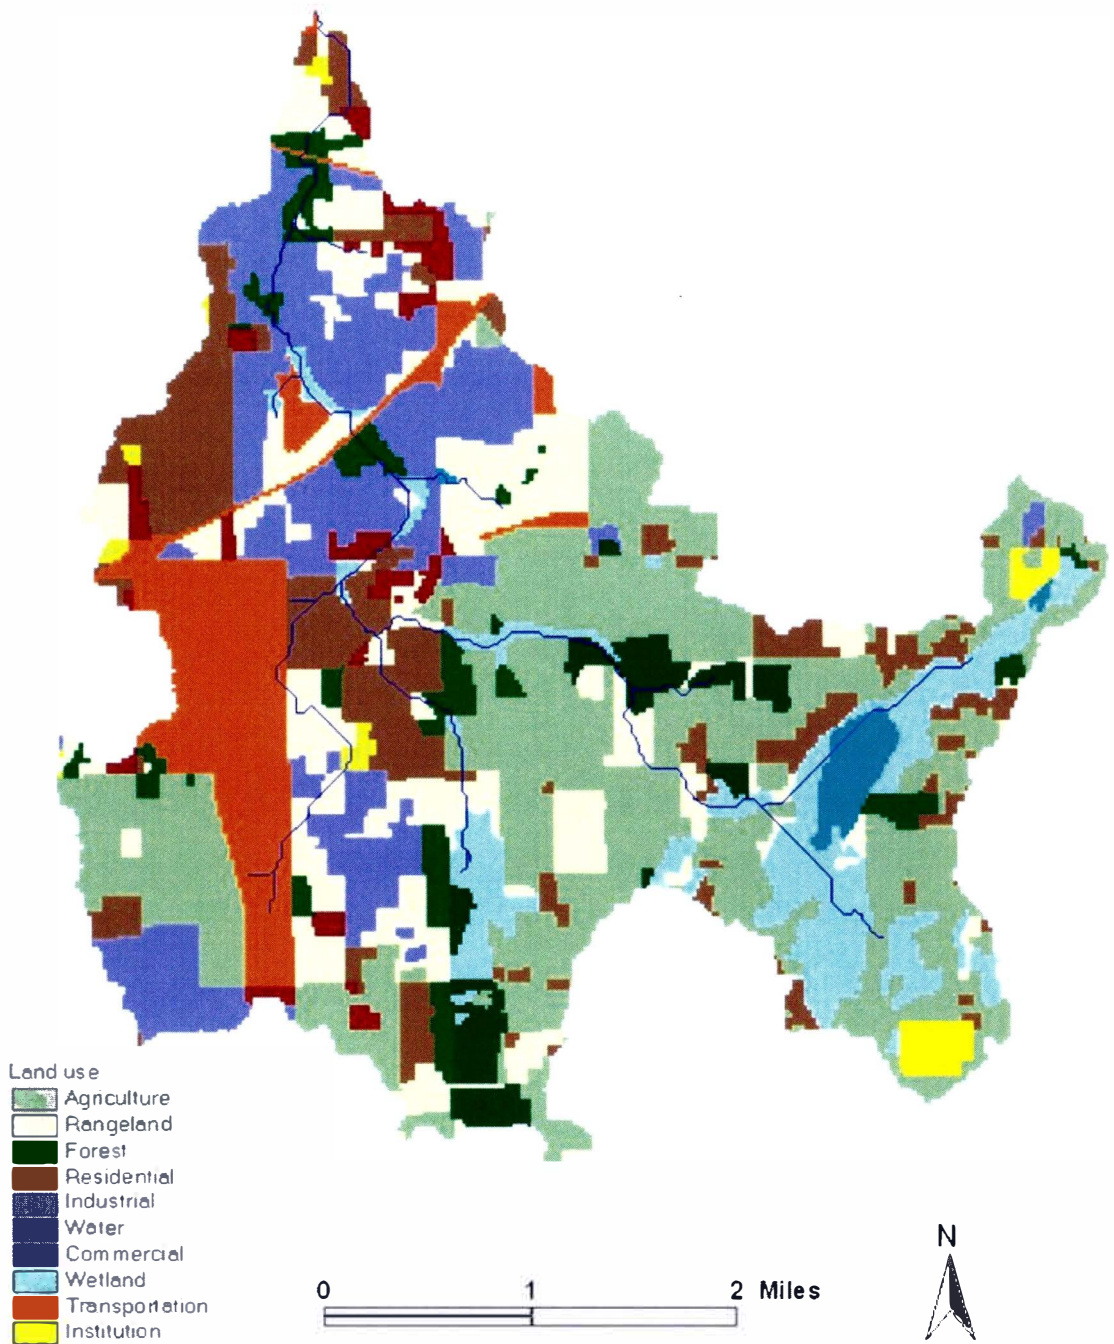 Land use
Agriculture
Rangeland
Forest
Residential
Industrial
Water
Commercial
Wetland
Transportation
Institution
0 1 2 Miles
N